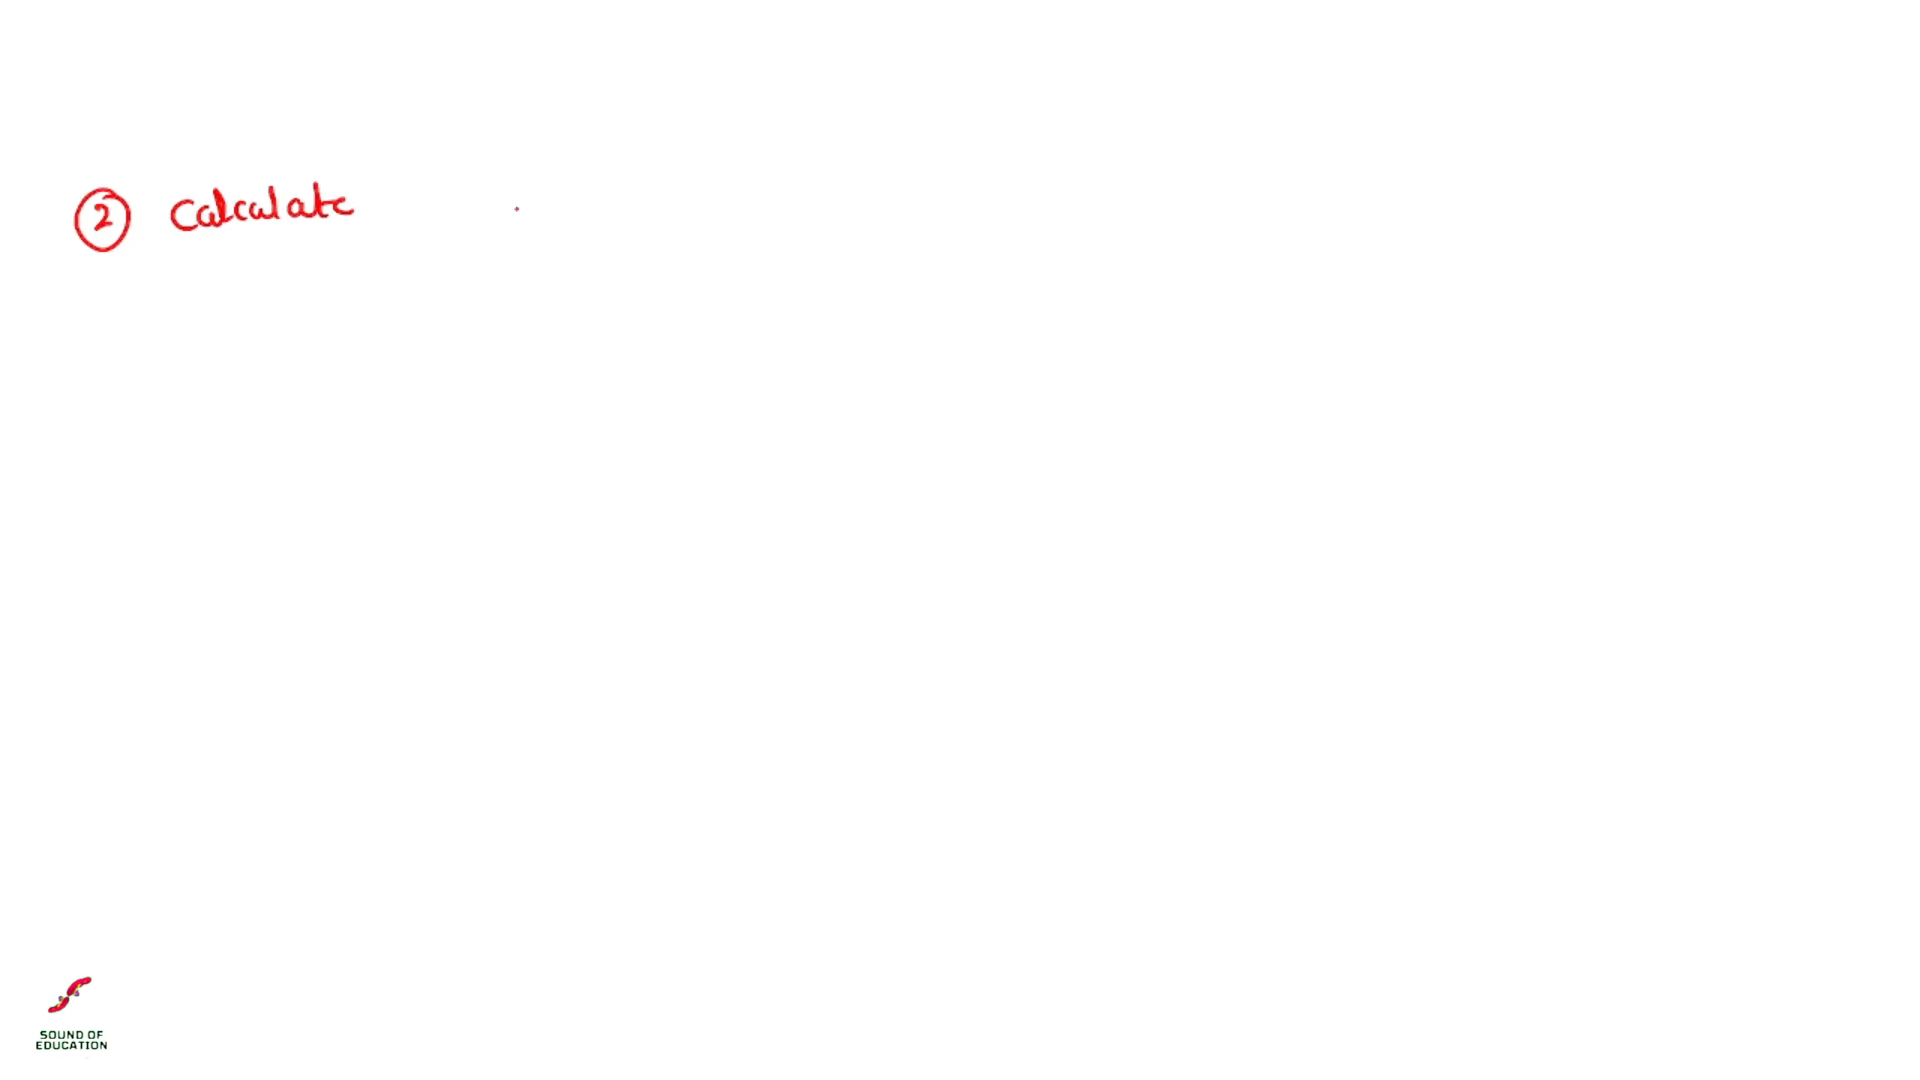 ② Calculate
SOUND OF
EDUCATION